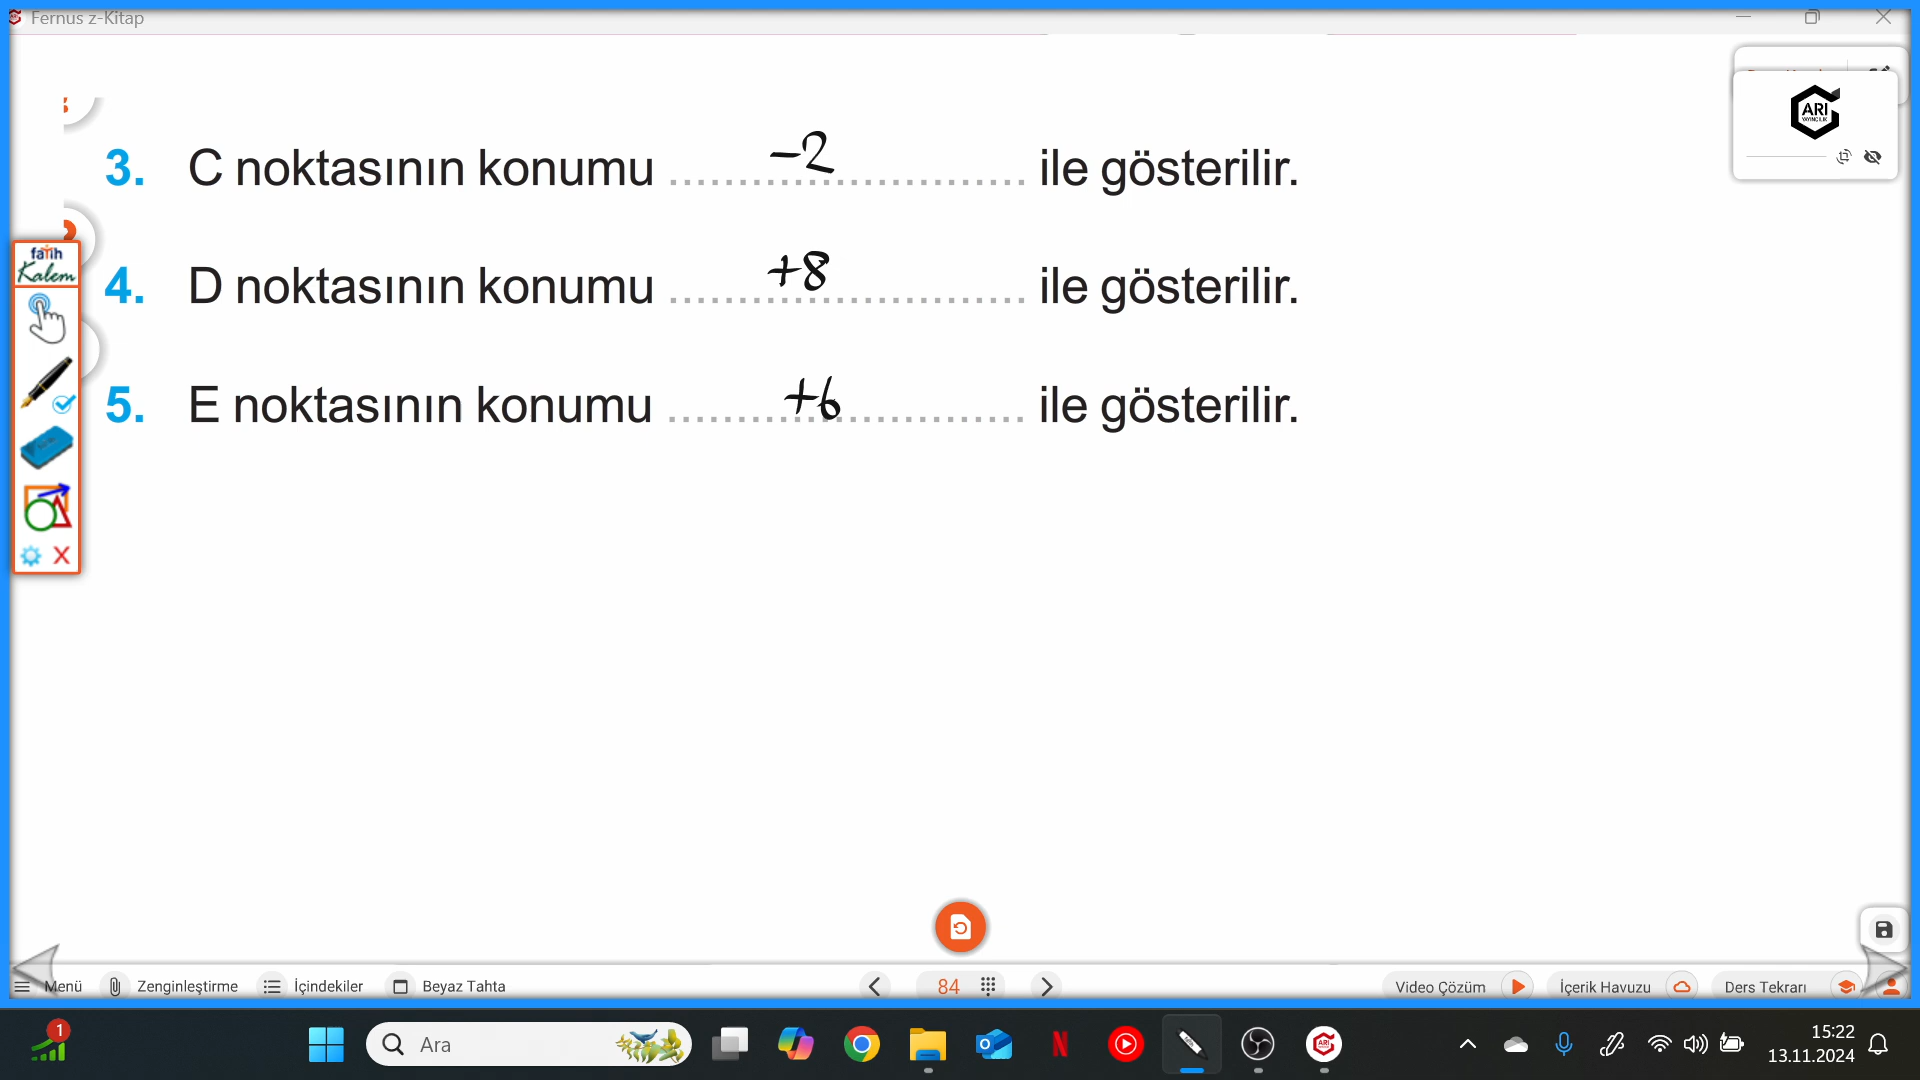 Fernus z-Kitap
ARI
YAYINCILIK
3. C noktasının konumu -2 ile gösterilir.
fatih
Kalem
4. D noktasının konumu +8 ile gösterilir.
5. E noktasının konumu +6 ile gösterilir.
Menü Zenginleştirme İçindekiler Beyaz Tahta 84 Video Çözüm İçerik Havuzu Ders Tekrarı
1 Ara 15:22
13.11.2024